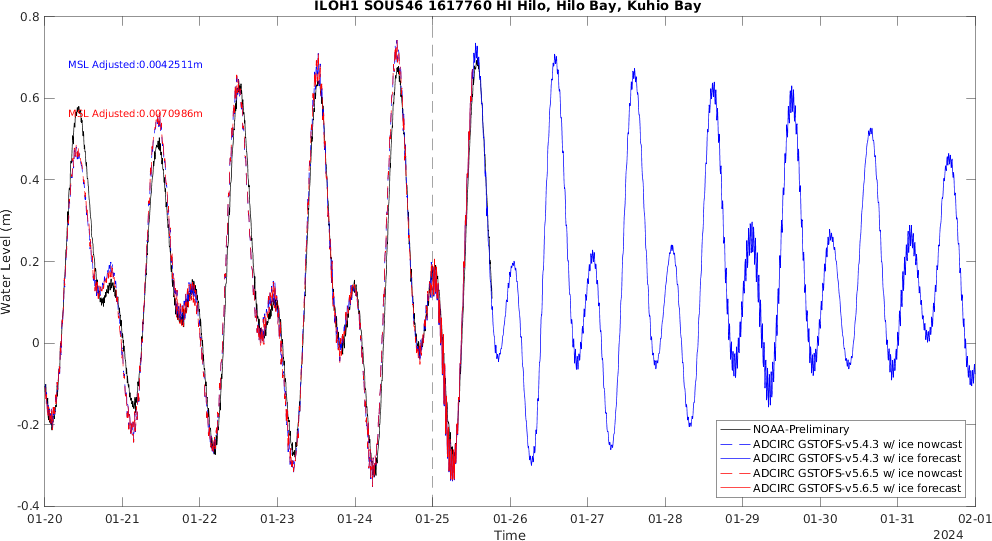 ILOH1 SOUS46 1617760 HI Hilo, Hilo Bay, Kuhio Bay
0.8
0.6
0.4
0.2
0
-0.2
-0.4
Water Level (m)
MSL Adjusted:0.0042511m
MSL Adjusted:0.0070986m
NOAA-Preliminary
ADCIRC GSTOFS-v5.4.3 w/ ice nowcast
ADCIRC GSTOFS-v5.4.3 w/ ice forecast
ADCIRC GSTOFS-v5.6.5 w/ ice nowcast
ADCIRC GSTOFS-v5.6.5 w/ ice forecast
01-20 01-21 01-22 01-23 01-24 01-25 01-26 01-27 01-28 01-29 01-30 01-31 02-01
Time
2024